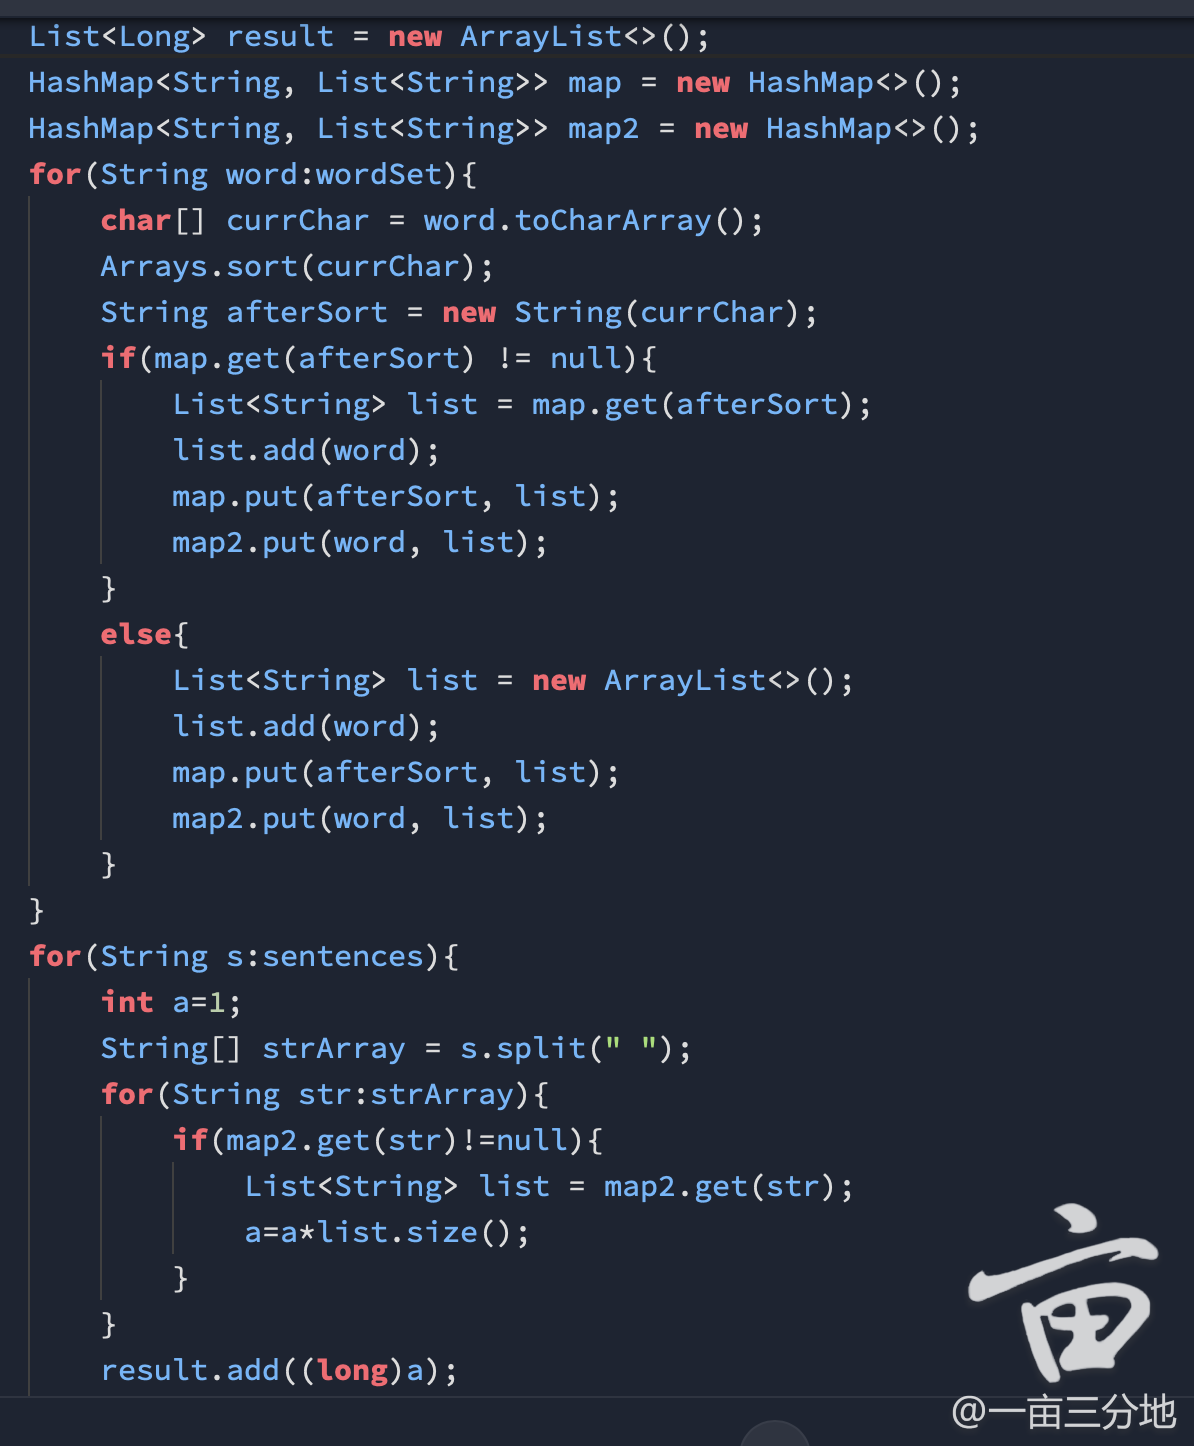 List<Long> result = new ArrayList<>();
HashMap<String, List<String>> map = new HashMap<>();
HashMap<String, List<String>> map2 = new HashMap<>();
for(String word:wordSet){
    char[] currChar = word.toCharArray();
    Arrays.sort(currChar);
    String afterSort = new String(currChar);
    if(map.get(afterSort) != null){
        List<String> list = map.get(afterSort);
        list.add(word);
        map.put(afterSort, list);
        map2.put(word, list);
    }
    else{
        List<String> list = new ArrayList<>();
        list.add(word);
        map.put(afterSort, list);
        map2.put(word, list);
    }
}
for(String s:sentences){
    int a=1;
    String[] strArray = s.split(" ");
    for(String str:strArray){
        if(map2.get(str)!=null){
            List<String> list = map2.get(str);
            a=a*list.size();
        }
    }
    result.add((long)a);
亩
@一亩三分地